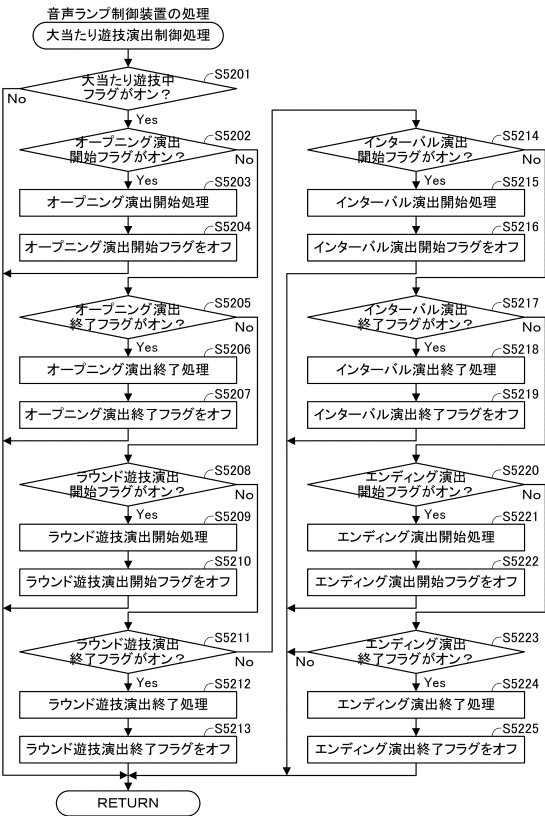 音声ランプ制御装置の処理
大当たり遊技演出制御処理
大当たり遊技中
フラグがオン？
S5201
No
Yes
オープニング演出
開始フラグがオン？
S5202
No
Yes
オープニング演出開始処理
S5203
オープニング演出開始フラグをオフ
S5204
オープニング演出
終了フラグがオン？
S5205
No
Yes
オープニング演出終了処理
S5206
オープニング演出終了フラグをオフ
S5207
ラウンド遊技演出
開始フラグがオン？
S5208
No
Yes
ラウンド遊技演出開始処理
S5209
ラウンド遊技演出開始フラグをオフ
S5210
ラウンド遊技演出
終了フラグがオン？
S5211
No
Yes
ラウンド遊技演出終了処理
S5212
ラウンド遊技演出終了フラグをオフ
S5213
インターバル演出
開始フラグがオン？
S5214
No
Yes
インターバル演出開始処理
S5215
インターバル演出開始フラグをオフ
S5216
インターバル演出
終了フラグがオン？
S5217
No
Yes
インターバル演出終了処理
S5218
インターバル演出終了フラグをオフ
S5219
エンディング演出
開始フラグがオン？
S5220
No
Yes
エンディング演出開始処理
S5221
エンディング演出開始フラグをオフ
S5222
エンディング演出
終了フラグがオン？
S5223
No
Yes
エンディング演出終了処理
S5224
エンディング演出終了フラグをオフ
S5225
RETURN